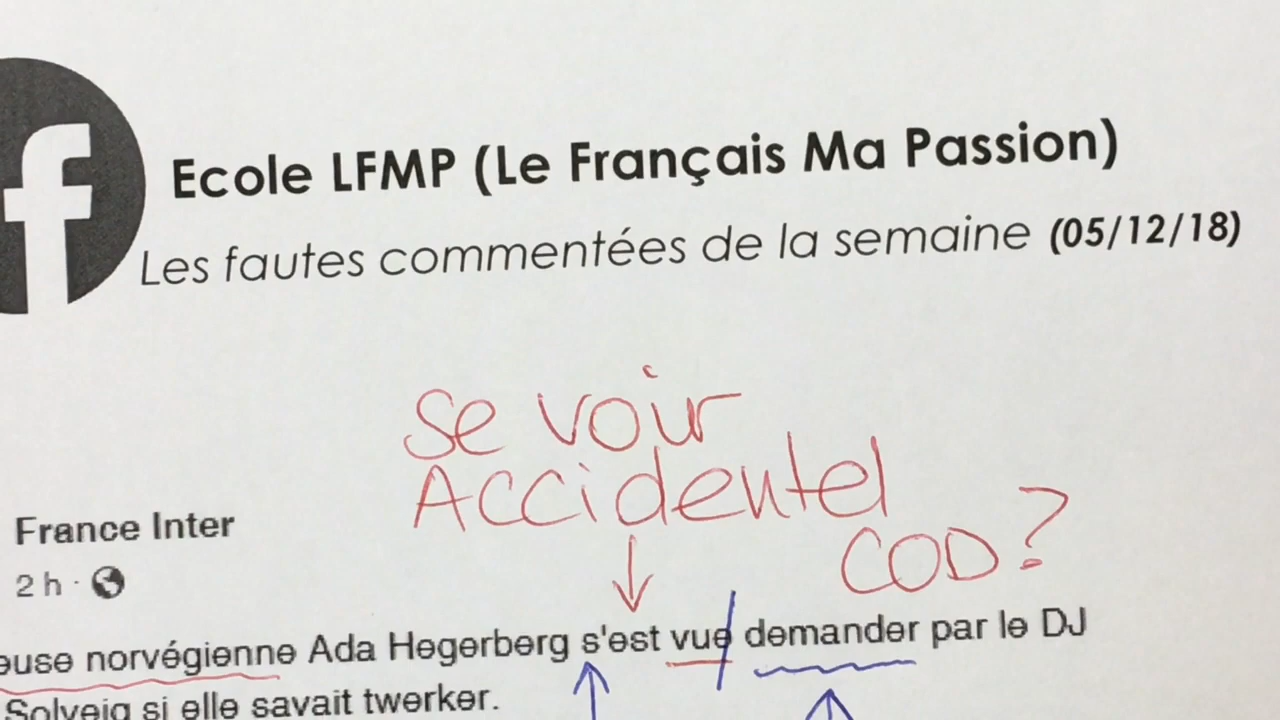 f
Ecole LFMP (Le Français Ma Passion)
Les fautes commentées de la semaine (05/12/18)
se voir
Accidentel
COD?
France Inter
2 h ·
euse norvégienne Ada Hegerberg s'est vue demander par le DJ
Solveig si elle savait twerker.